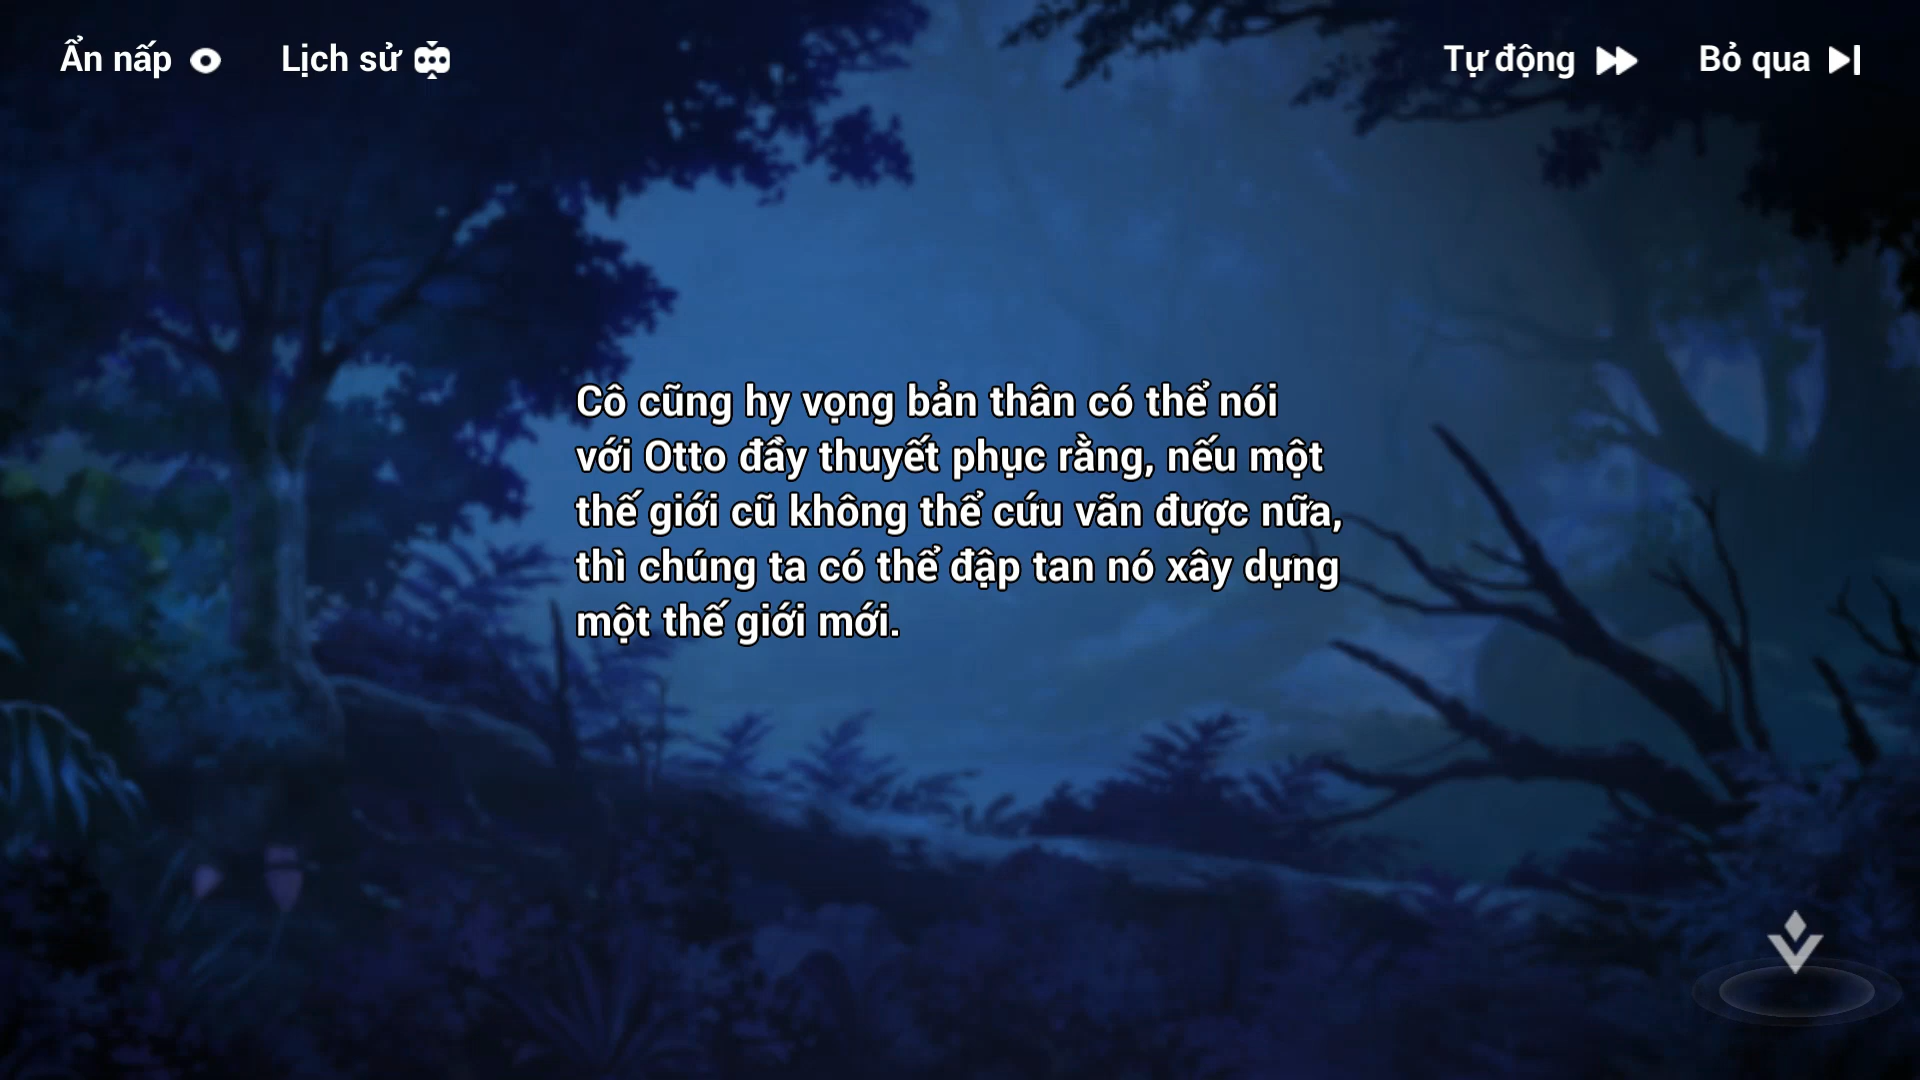 Ẩn nấp
Lịch sử
Tự động
Bỏ qua
Cô cũng hy vọng bản thân có thể nói
với Otto đầy thuyết phục rằng, nếu một
thế giới cũ không thể cứu vãn được nữa,
thì chúng ta có thể đập tan nó xây dựng
một thế giới mới.